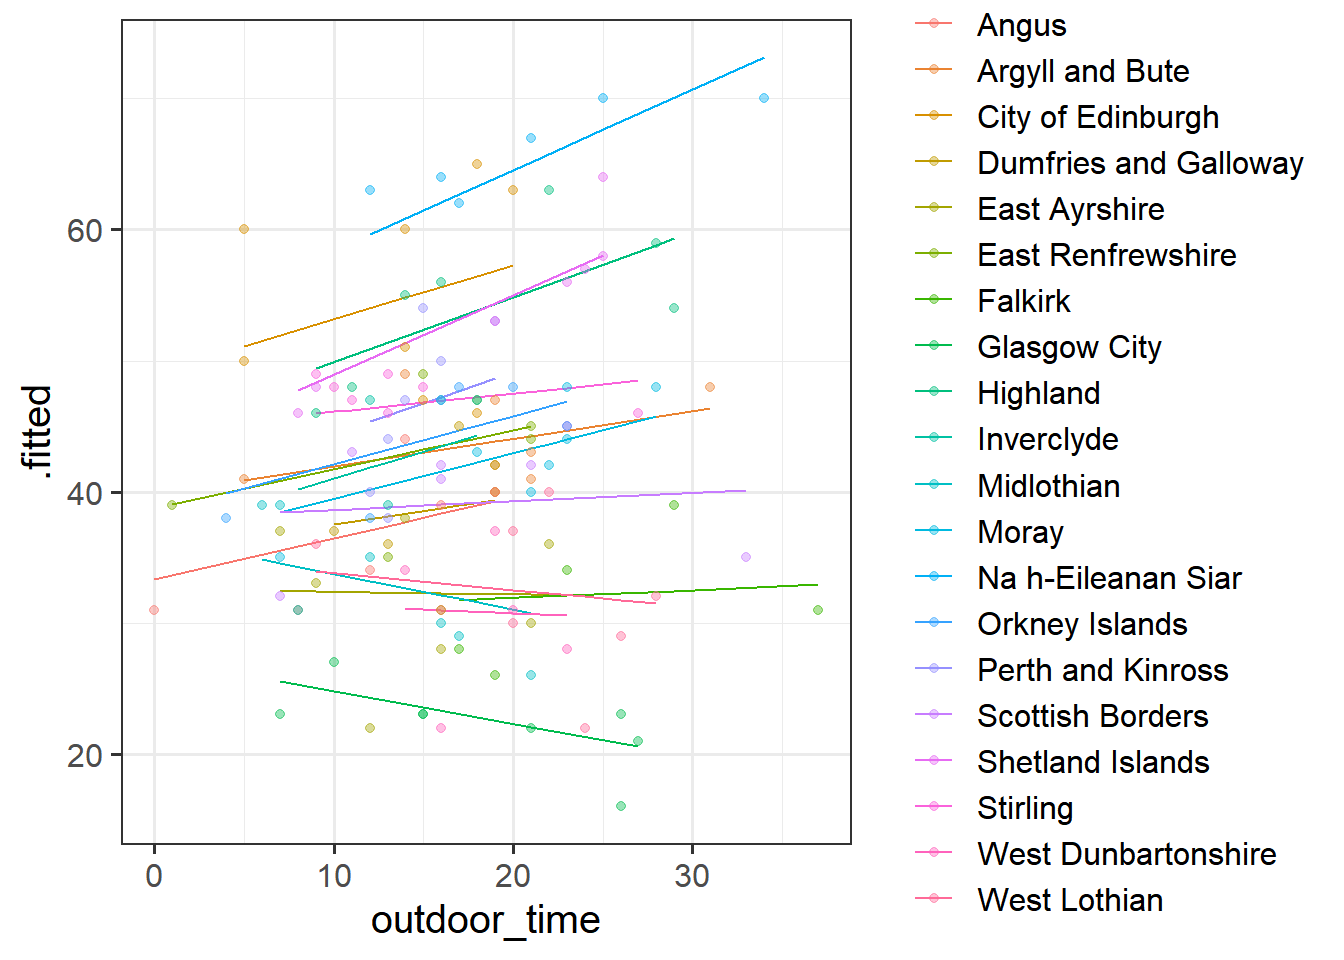 .fitted
60
40
20
0
10
20
30
outdoor_time
Angus
Argyll and Bute
City of Edinburgh
Dumfries and Galloway
East Ayrshire
East Renfrewshire
Falkirk
Glasgow City
Highland
Inverclyde
Midlothian
Moray
Na h-Eileanan Siar
Orkney Islands
Perth and Kinross
Scottish Borders
Shetland Islands
Stirling
West Dunbartonshire
West Lothian